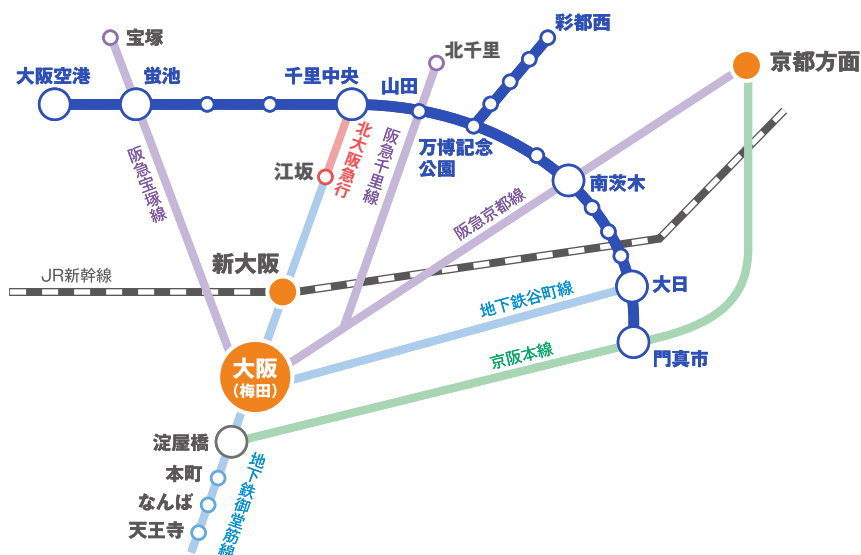 宝塚
大阪空港
蛍池
千里中央
山田
北千里
彩都西
京都方面
万博記念
公園
北大阪急行
阪急千里線
阪急宝塚線
江坂
南茨木
阪急京都線
新大阪
JR新幹線
大日
地下鉄谷町線
門真市
京阪本線
大阪
(梅田)
淀屋橋
本町
なんば
天王寺
地下鉄御堂筋線